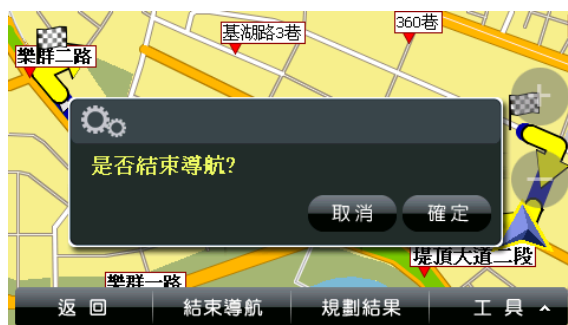 360巷
基湖路3巷
樂群二路
是否結束導航?
取消
確定
堤頂大道二段
樂群一路
返回
結束導航
規劃結果
工具